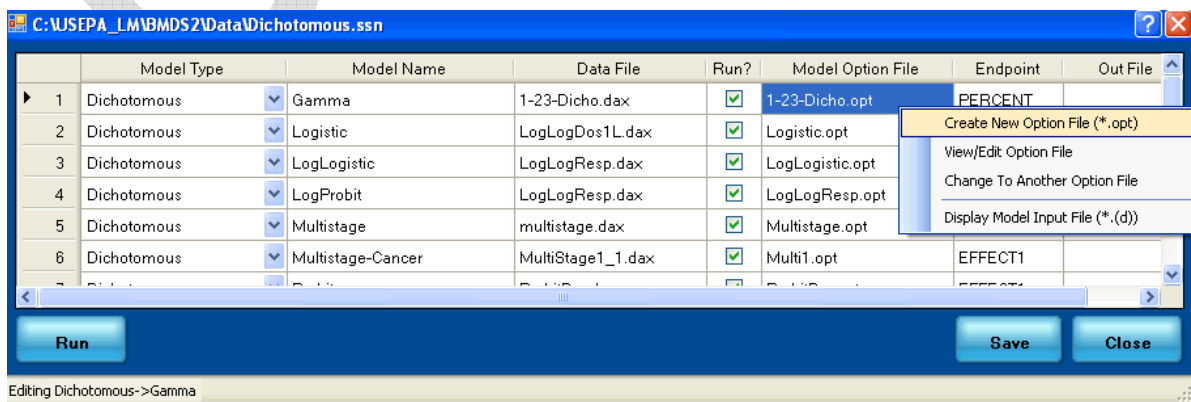 C:\USEPA_LM\BMDS2\Data\Dichotomous.ssn
Model Type Model Name Data File Run? Model Option File Endpoint Out File
1 Dichotomous Gamma 1-23-Dicho.dax 1-23-Dicho.opt PERCENT
2 Dichotomous Logistic LogLogDos1L.dax Logistic.opt
3 Dichotomous LogLogistic LogLogResp.dax LogLogistic.opt
4 Dichotomous LogProbit LogLogResp.dax LogLogResp.opt
5 Dichotomous Multistage multistage.dax Multistage.opt
6 Dichotomous Multistage-Cancer MultiStage1_1.dax Multi1.opt EFFECT1
Create New Option File (*.opt)
View/Edit Option File
Change To Another Option File
Display Model Input File (*.(d))
Run Save Close
Editing Dichotomous->Gamma